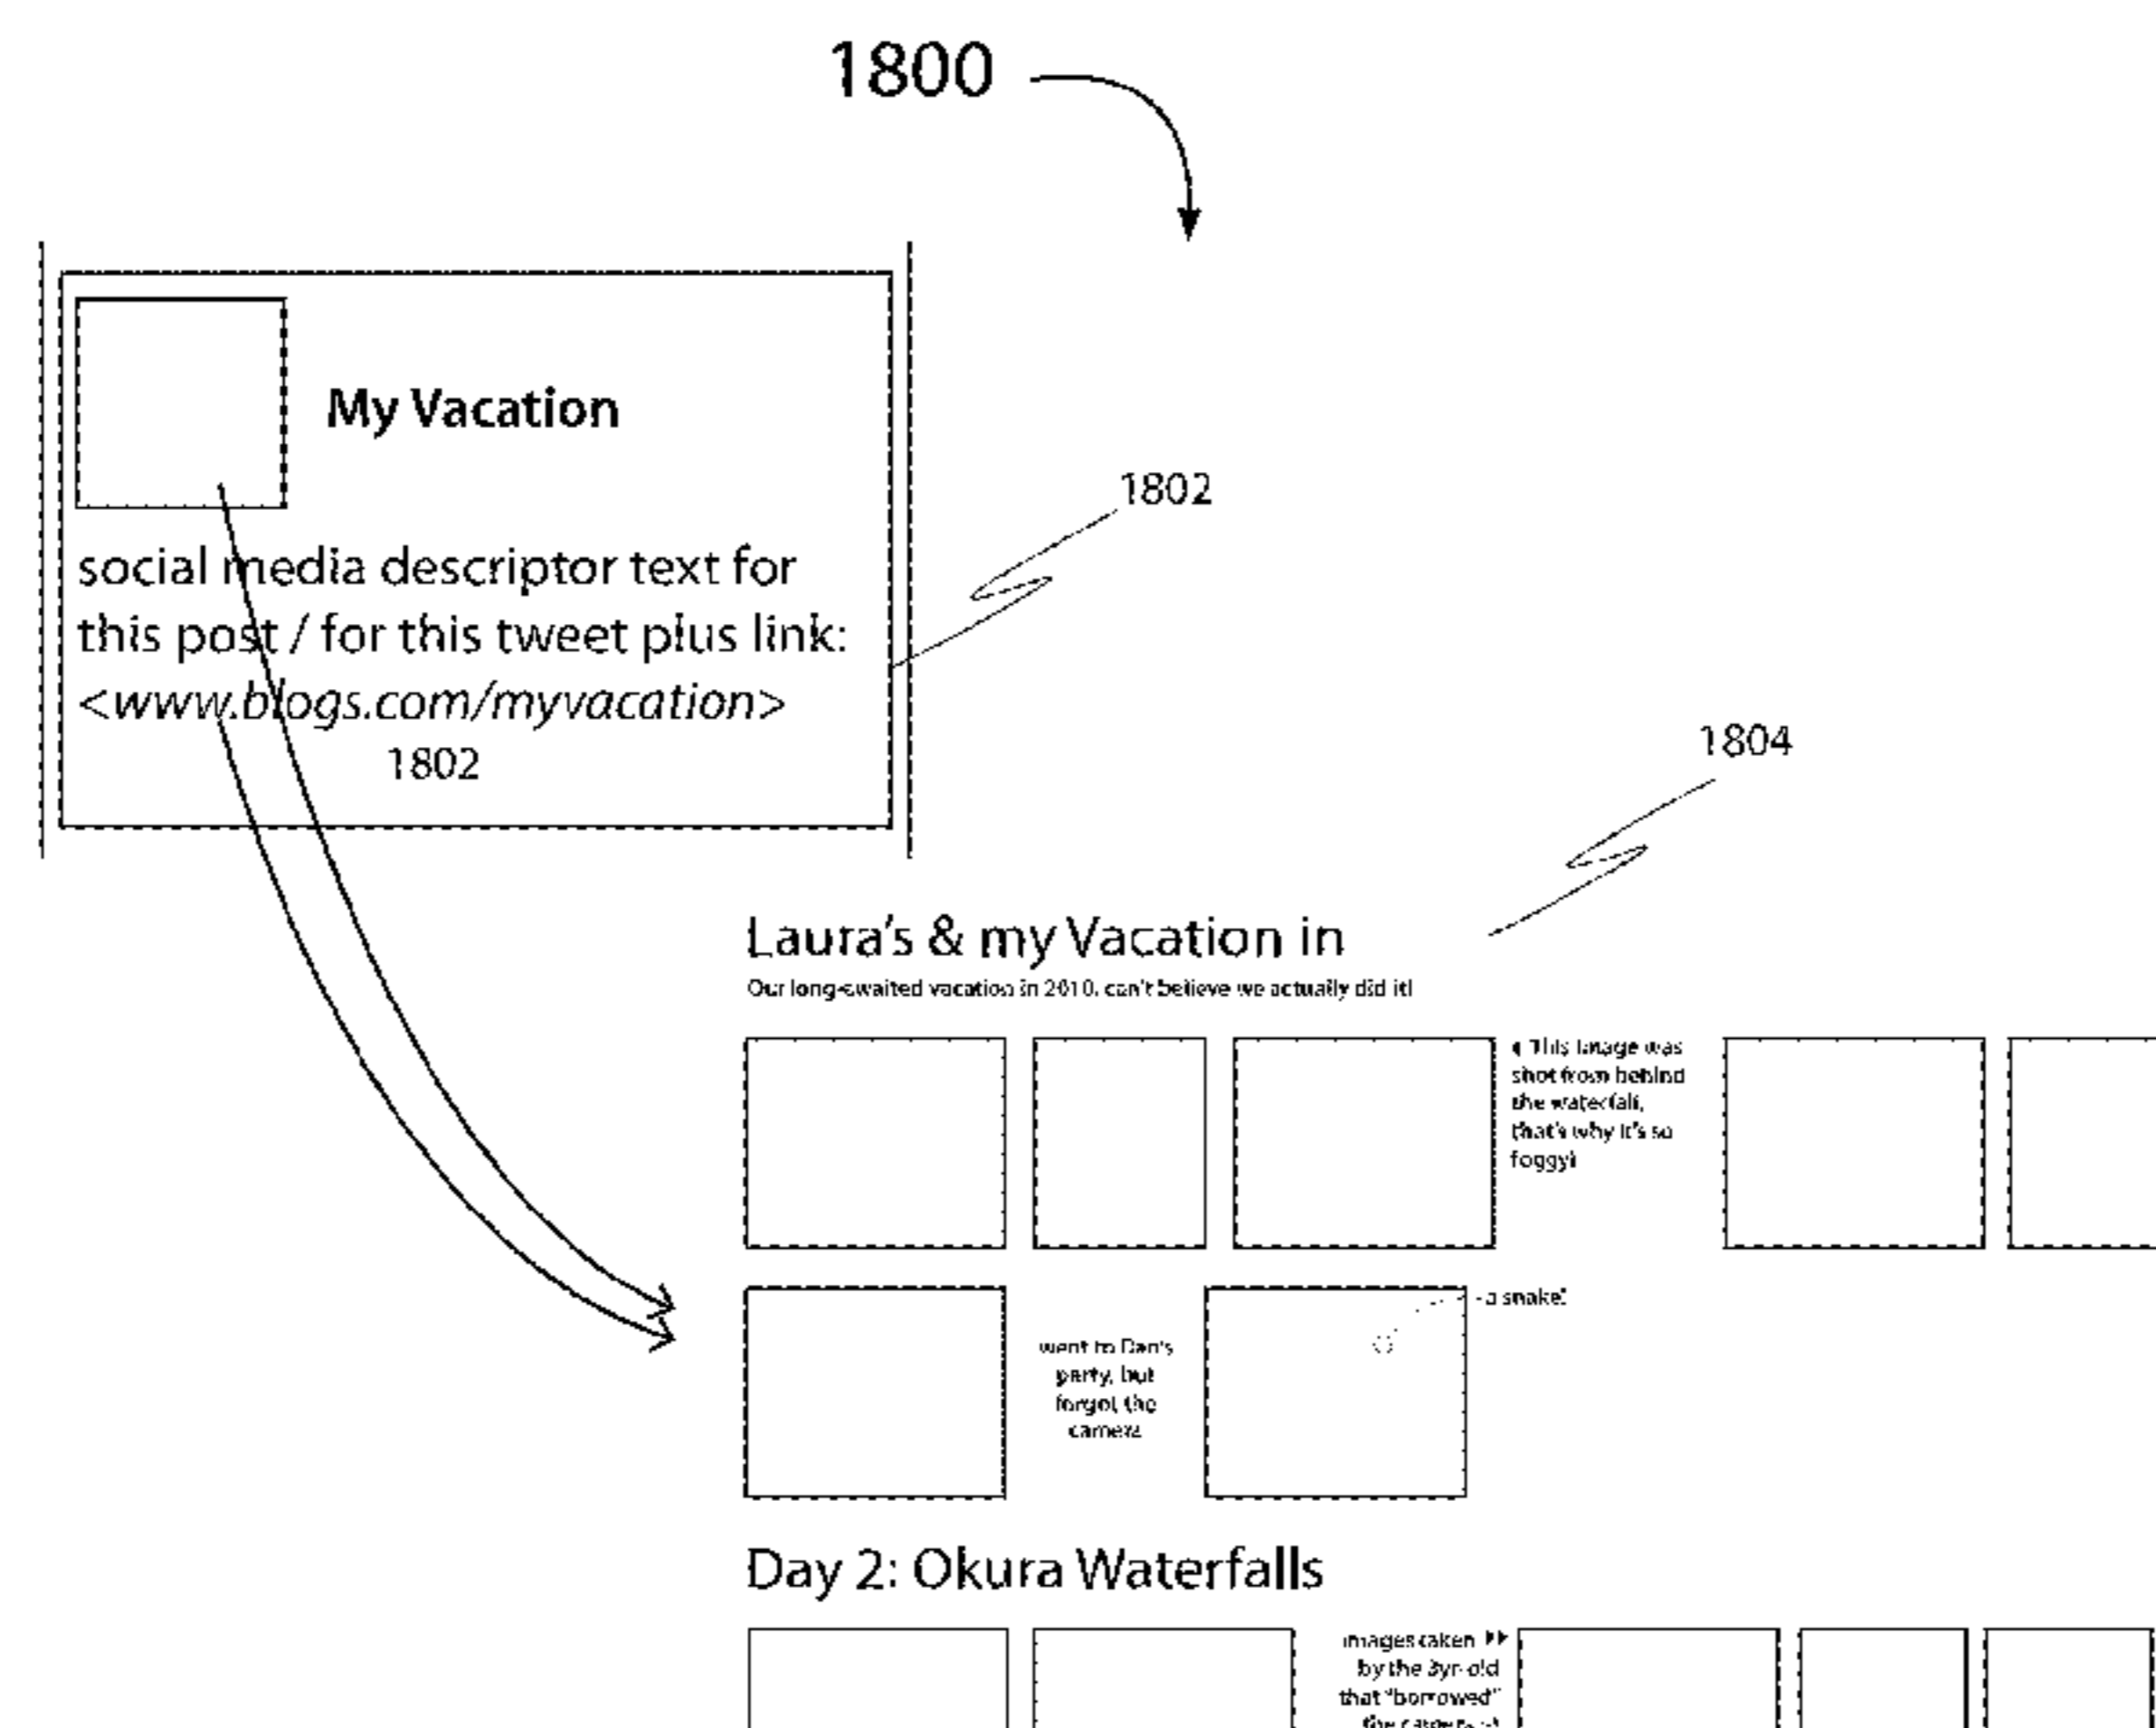 1800
My Vacation
1802
social media descriptor text for
this post / for this tweet plus link:
<www.blogs.com/myvacation>
1802
1804
Laura's & my Vacation in
Our long-awaited vacation in 2010, can't believe we actually did it!
This image was
shot from behind
the waterfall,
that's why it's so
foggy!
a snake!
went to Dan's
party, but
forgot the
camera
Day 2: Okura Waterfalls
images taken
by the 3yr-old
that "borrowed"
the camera :-)